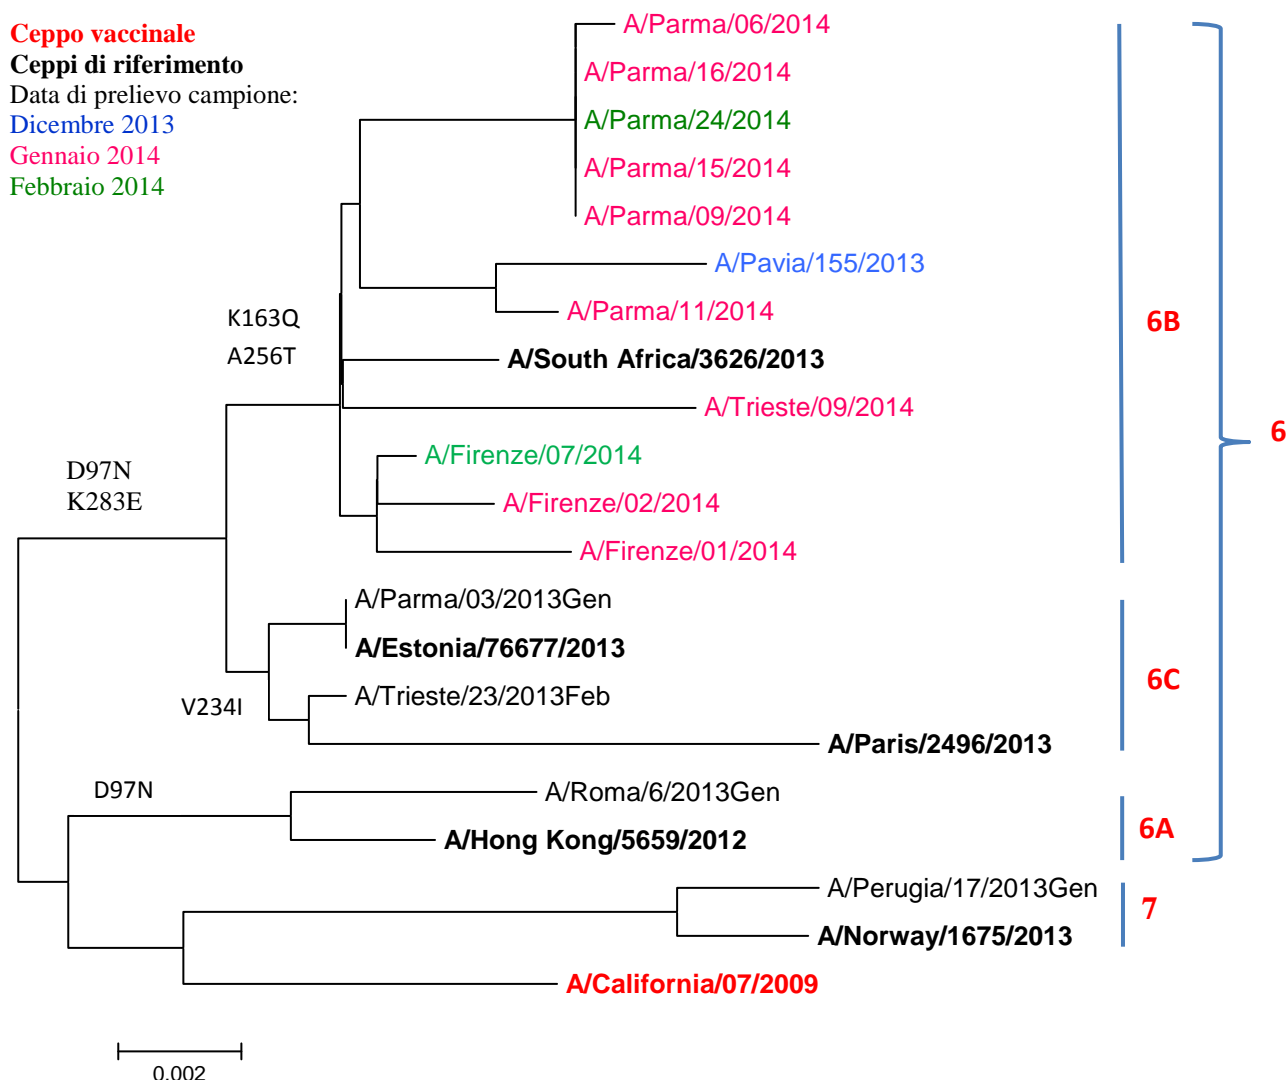 Ceppo vaccinale
Ceppi di riferimento
Data di prelievo campione:
Dicembre 2013
Gennaio 2014
Febbraio 2014
A/Parma/06/2014
A/Parma/16/2014
A/Parma/24/2014
A/Parma/15/2014
A/Parma/09/2014
A/Pavia/155/2013
A/Parma/11/2014
K163Q
6B
A256T
A/South Africa/3626/2013
A/Trieste/09/2014
6
A/Firenze/07/2014
D97N
K283E
A/Firenze/02/2014
A/Firenze/01/2014
A/Parma/03/2013Gen
A/Estonia/76677/2013
6C
A/Trieste/23/2013Feb
V234I
A/Paris/2496/2013
D97N
A/Roma/6/2013Gen
6A
A/Hong Kong/5659/2012
A/Perugia/17/2013Gen
7
A/Norway/1675/2013
A/California/07/2009
0.002